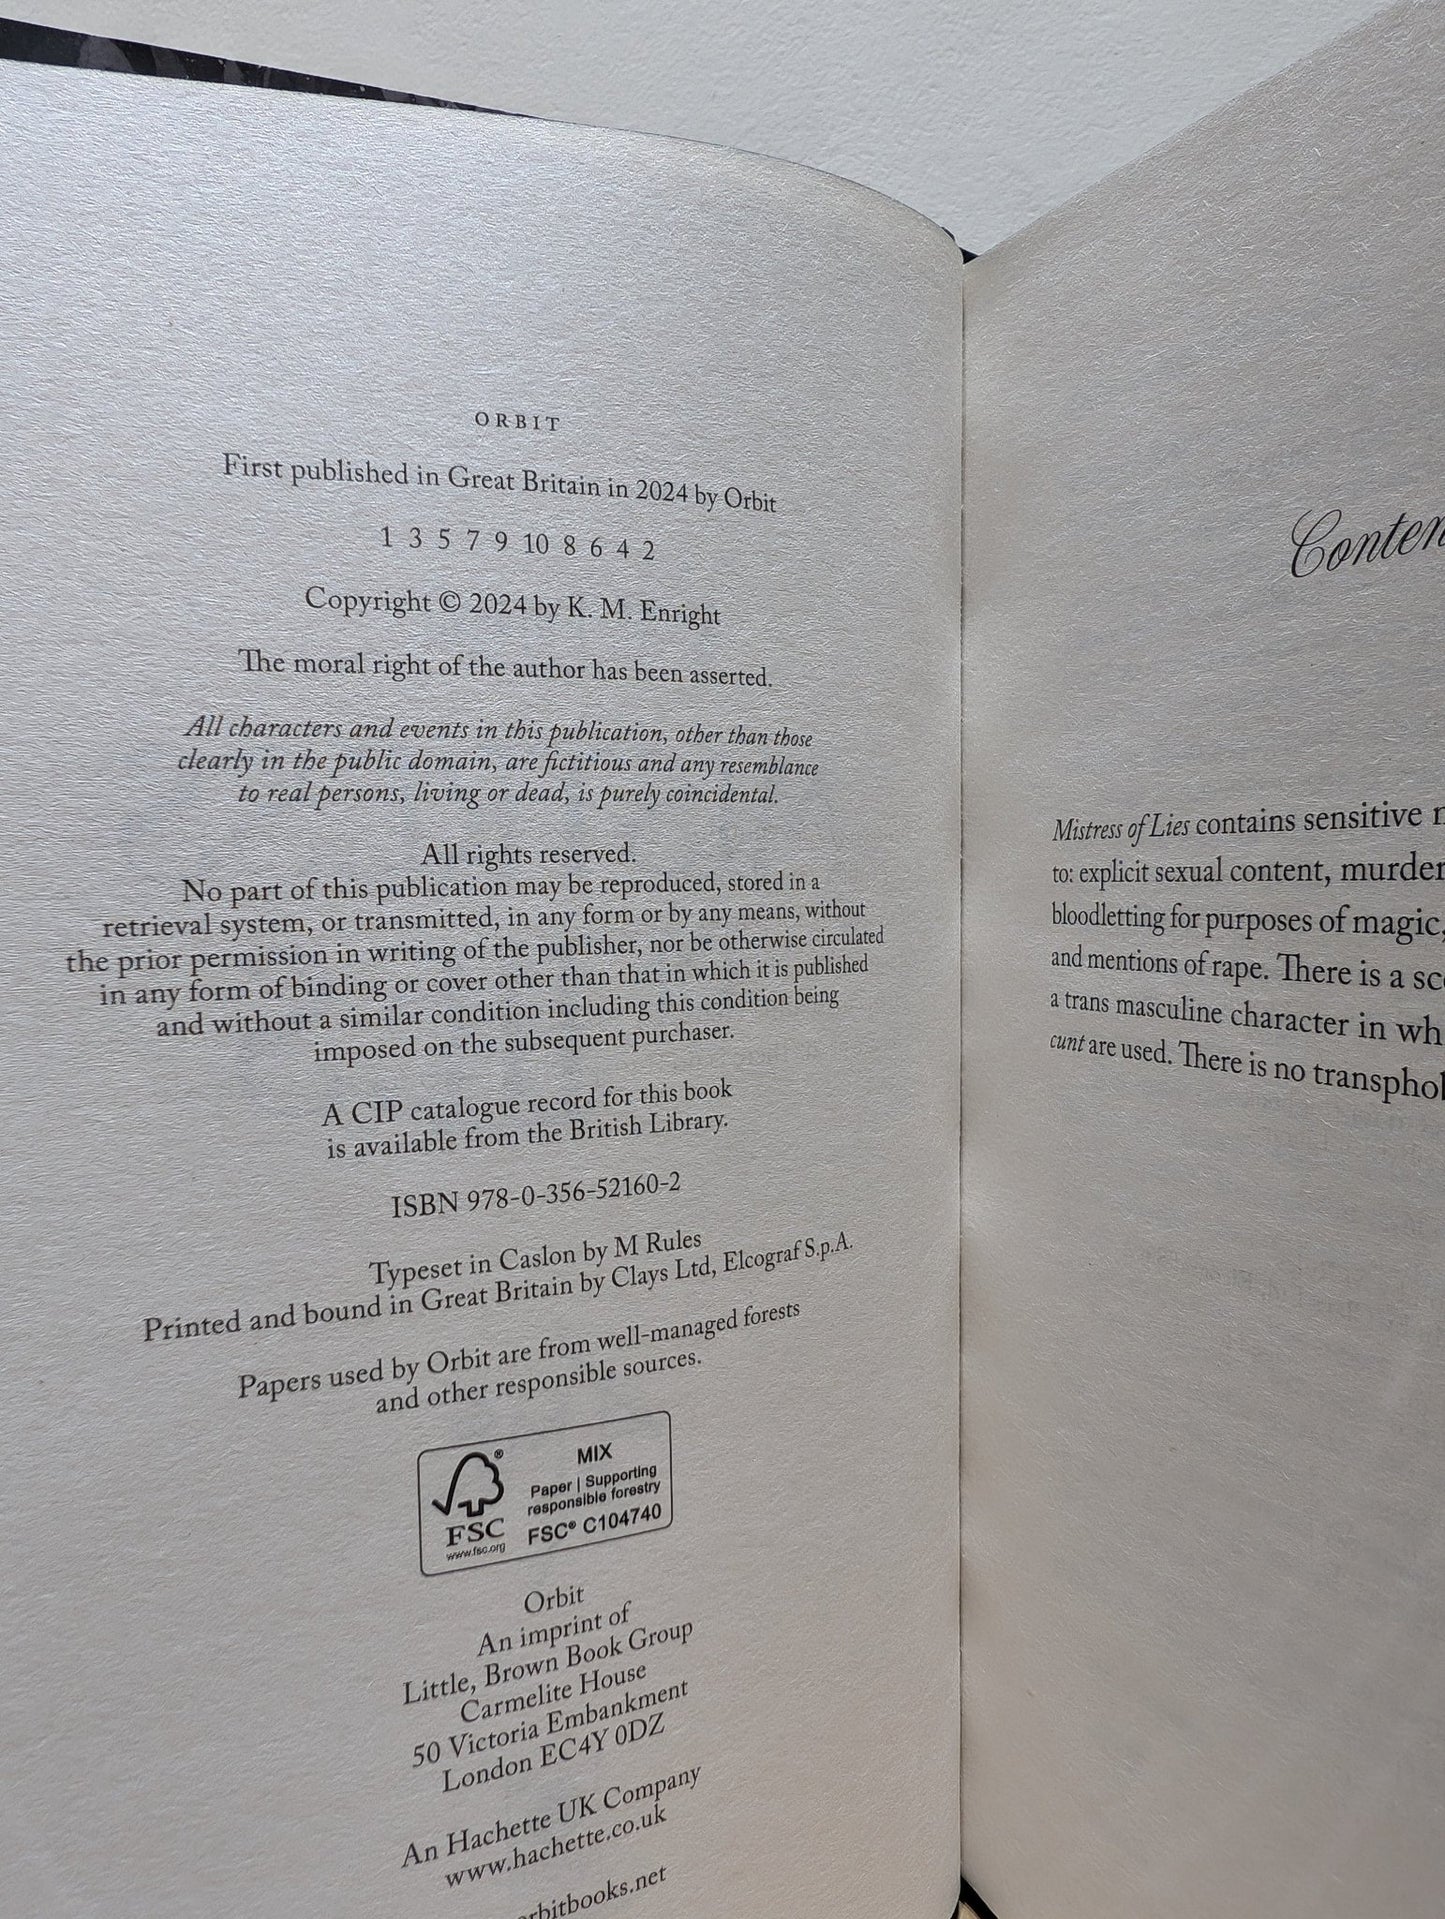 ORBIT
First published in Great Britain in 2024 by Orbit
1 3 5 7 9 10 8 6 4 2
Copyright © 2024 by K. M. Enright
The moral right of the author has been asserted.
All characters and events in this publication, other than those
clearly in the public domain, are fictitious and any resemblance
to real persons, living or dead, is purely coincidental.
All rights reserved.
No part of this publication may be reproduced, stored in a
retrieval system, or transmitted, in any form or by any means, without
the prior permission in writing of the publisher, nor be otherwise circulated
in any form of binding or cover other than that in which it is published
and without a similar condition including this condition being
imposed on the subsequent purchaser.
A CIP catalogue record for this book
is available from the British Library.
ISBN 978-0-356-52160-2
Typeset in Caslon by M Rules
Printed and bound in Great Britain by Clays Ltd, Elcograf S.p.A.
Papers used by Orbit are from well-managed forests
and other responsible sources.
FSC®
www.fsc.org
MIX
Paper | Supporting
responsible forestry
FSC® C104740
Orbit
An imprint of
Little, Brown Book Group
Carmelite House
50 Victoria Embankment
London EC4Y 0DZ
An Hachette UK Company
www.hachette.co.uk
orbitbooks.net
Mistress of Lies contains sensitive
to: explicit sexual content, murder
bloodletting for purposes of magic,
and mentions of rape. There is a
a trans masculine character in
cunt are used. There is no